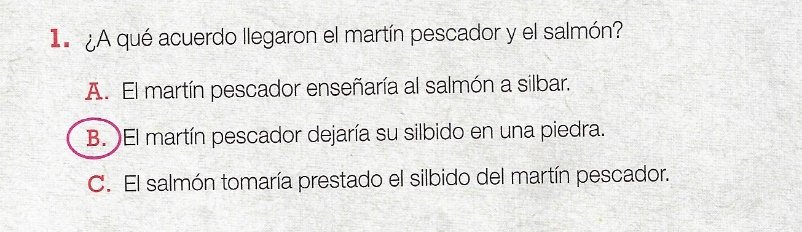 1. ¿A qué acuerdo llegaron el martín pescador y el salmón?
A. El martín pescador enseñaría al salmón a silbar.
B. El martín pescador dejaría su silbido en una piedra.
C. El salmón tomaría prestado el silbido del martín pescador.